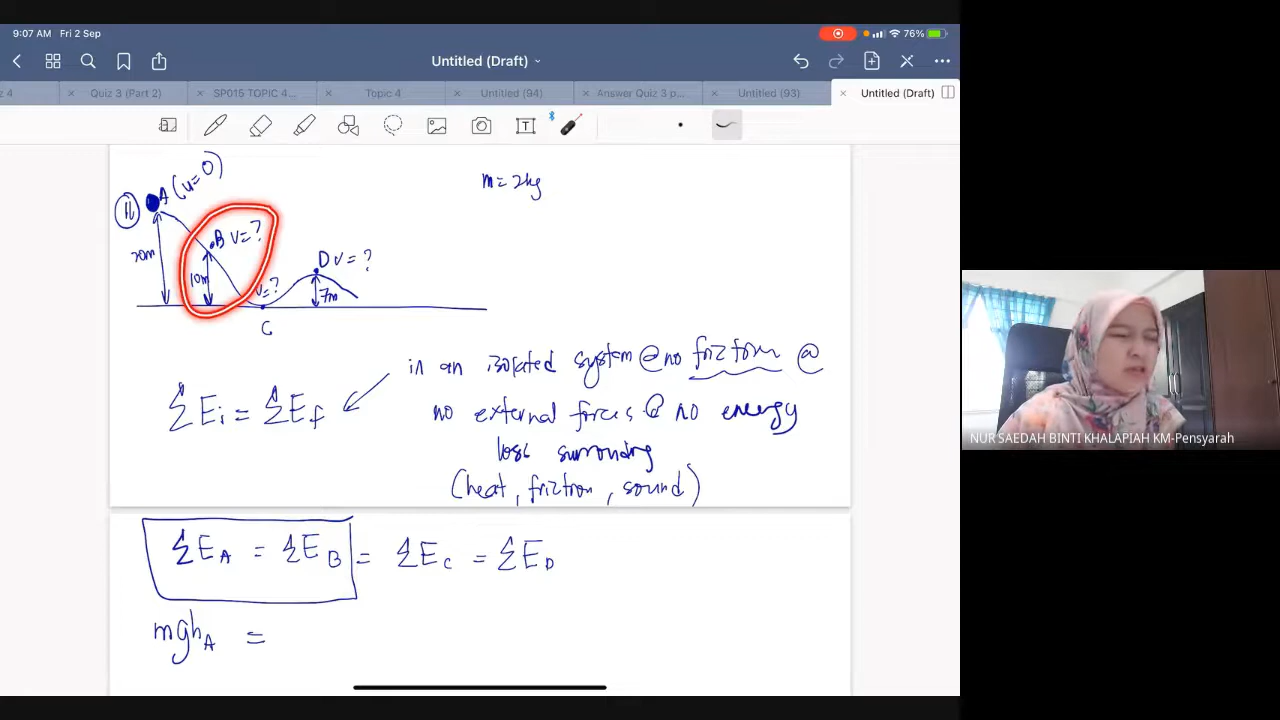 9:07 AM Fri 2 Sep
76%
Untitled (Draft)
z 4
Quiz 3 (Part 2)
SP015 TOPIC 4...
Topic 4
Untitled (94)
Answer Quiz 3 p...
Untitled (93)
Untitled (Draft)
A (u=0)
m = 2kg
B v=?
20m
10m
v=?
D v=?
7m
C
in an isolated system @ no friction @
ΣEi = ΣEf
no external forces @ no energy
loss surronding
(heat, friction, sound)
ΣEA = ΣEB = ΣEC = ΣED
mghA =
NUR SAEDAH BINTI KHALAPIAH KM-Pensyarah